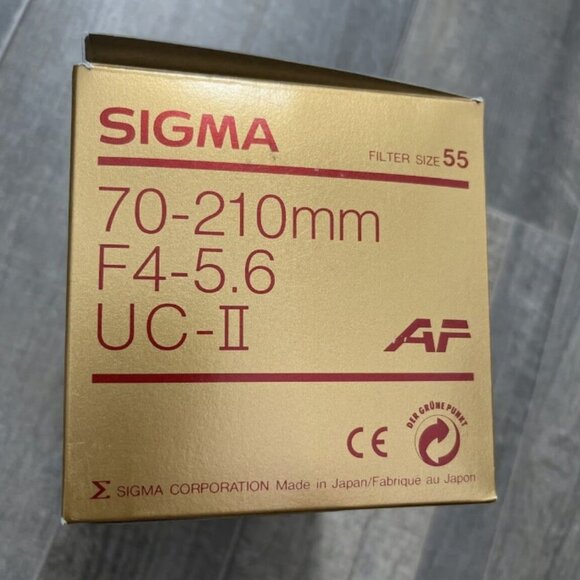 SIGMA
FILTER SIZE 55
70-210mm
F4-5.6
UC-II
AF
DER GRÜNE PUNKT
CE
Σ SIGMA CORPORATION Made in Japan/Fabrique au Japon